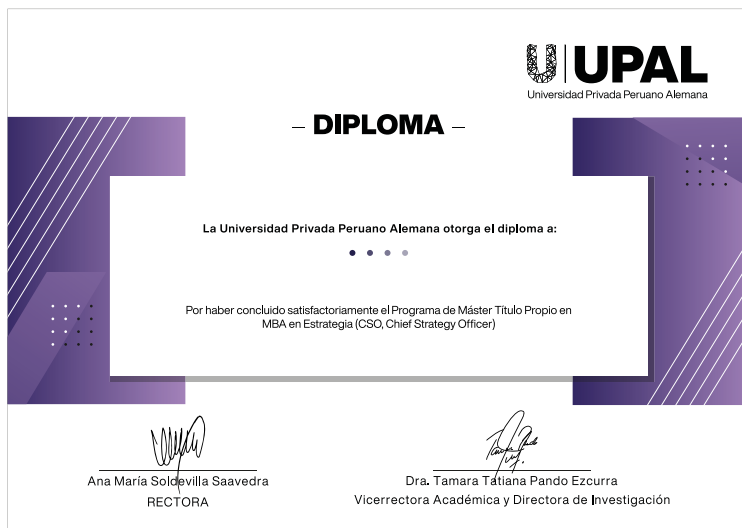 UPAL
Universidad Privada Peruano Alemana
– DIPLOMA –
La Universidad Privada Peruano Alemana otorga el diploma a:
Por haber concluido satisfactoriamente el Programa de Máster Título Propio en
MBA en Estrategia (CSO, Chief Strategy Officer)
Ana María Soldevilla Saavedra
RECTORA
Dra. Tamara Tatiana Pando Ezcurra
Vicerrectora Académica y Directora de Investigación